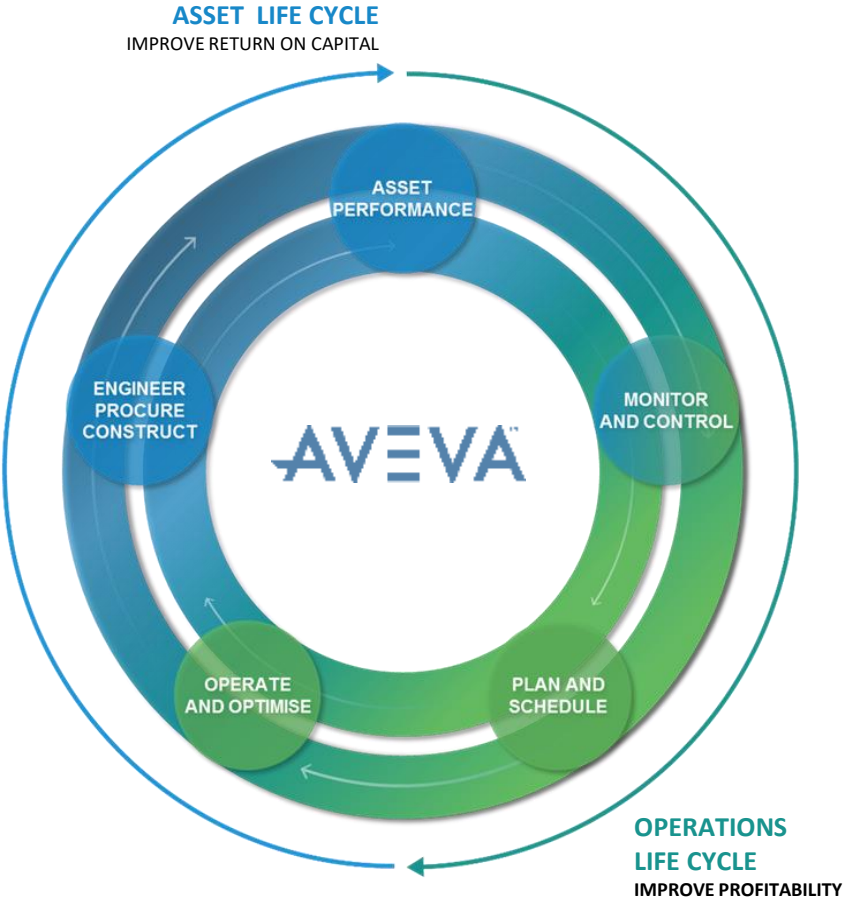 ASSET LIFE CYCLE
IMPROVE RETURN ON CAPITAL
ASSET
PERFORMANCE
ENGINEER
PROCURE
CONSTRUCT
MONITOR
AND CONTROL
AVEVA™
OPERATE
AND OPTIMISE
PLAN AND
SCHEDULE
OPERATIONS
LIFE CYCLE
IMPROVE PROFITABILITY